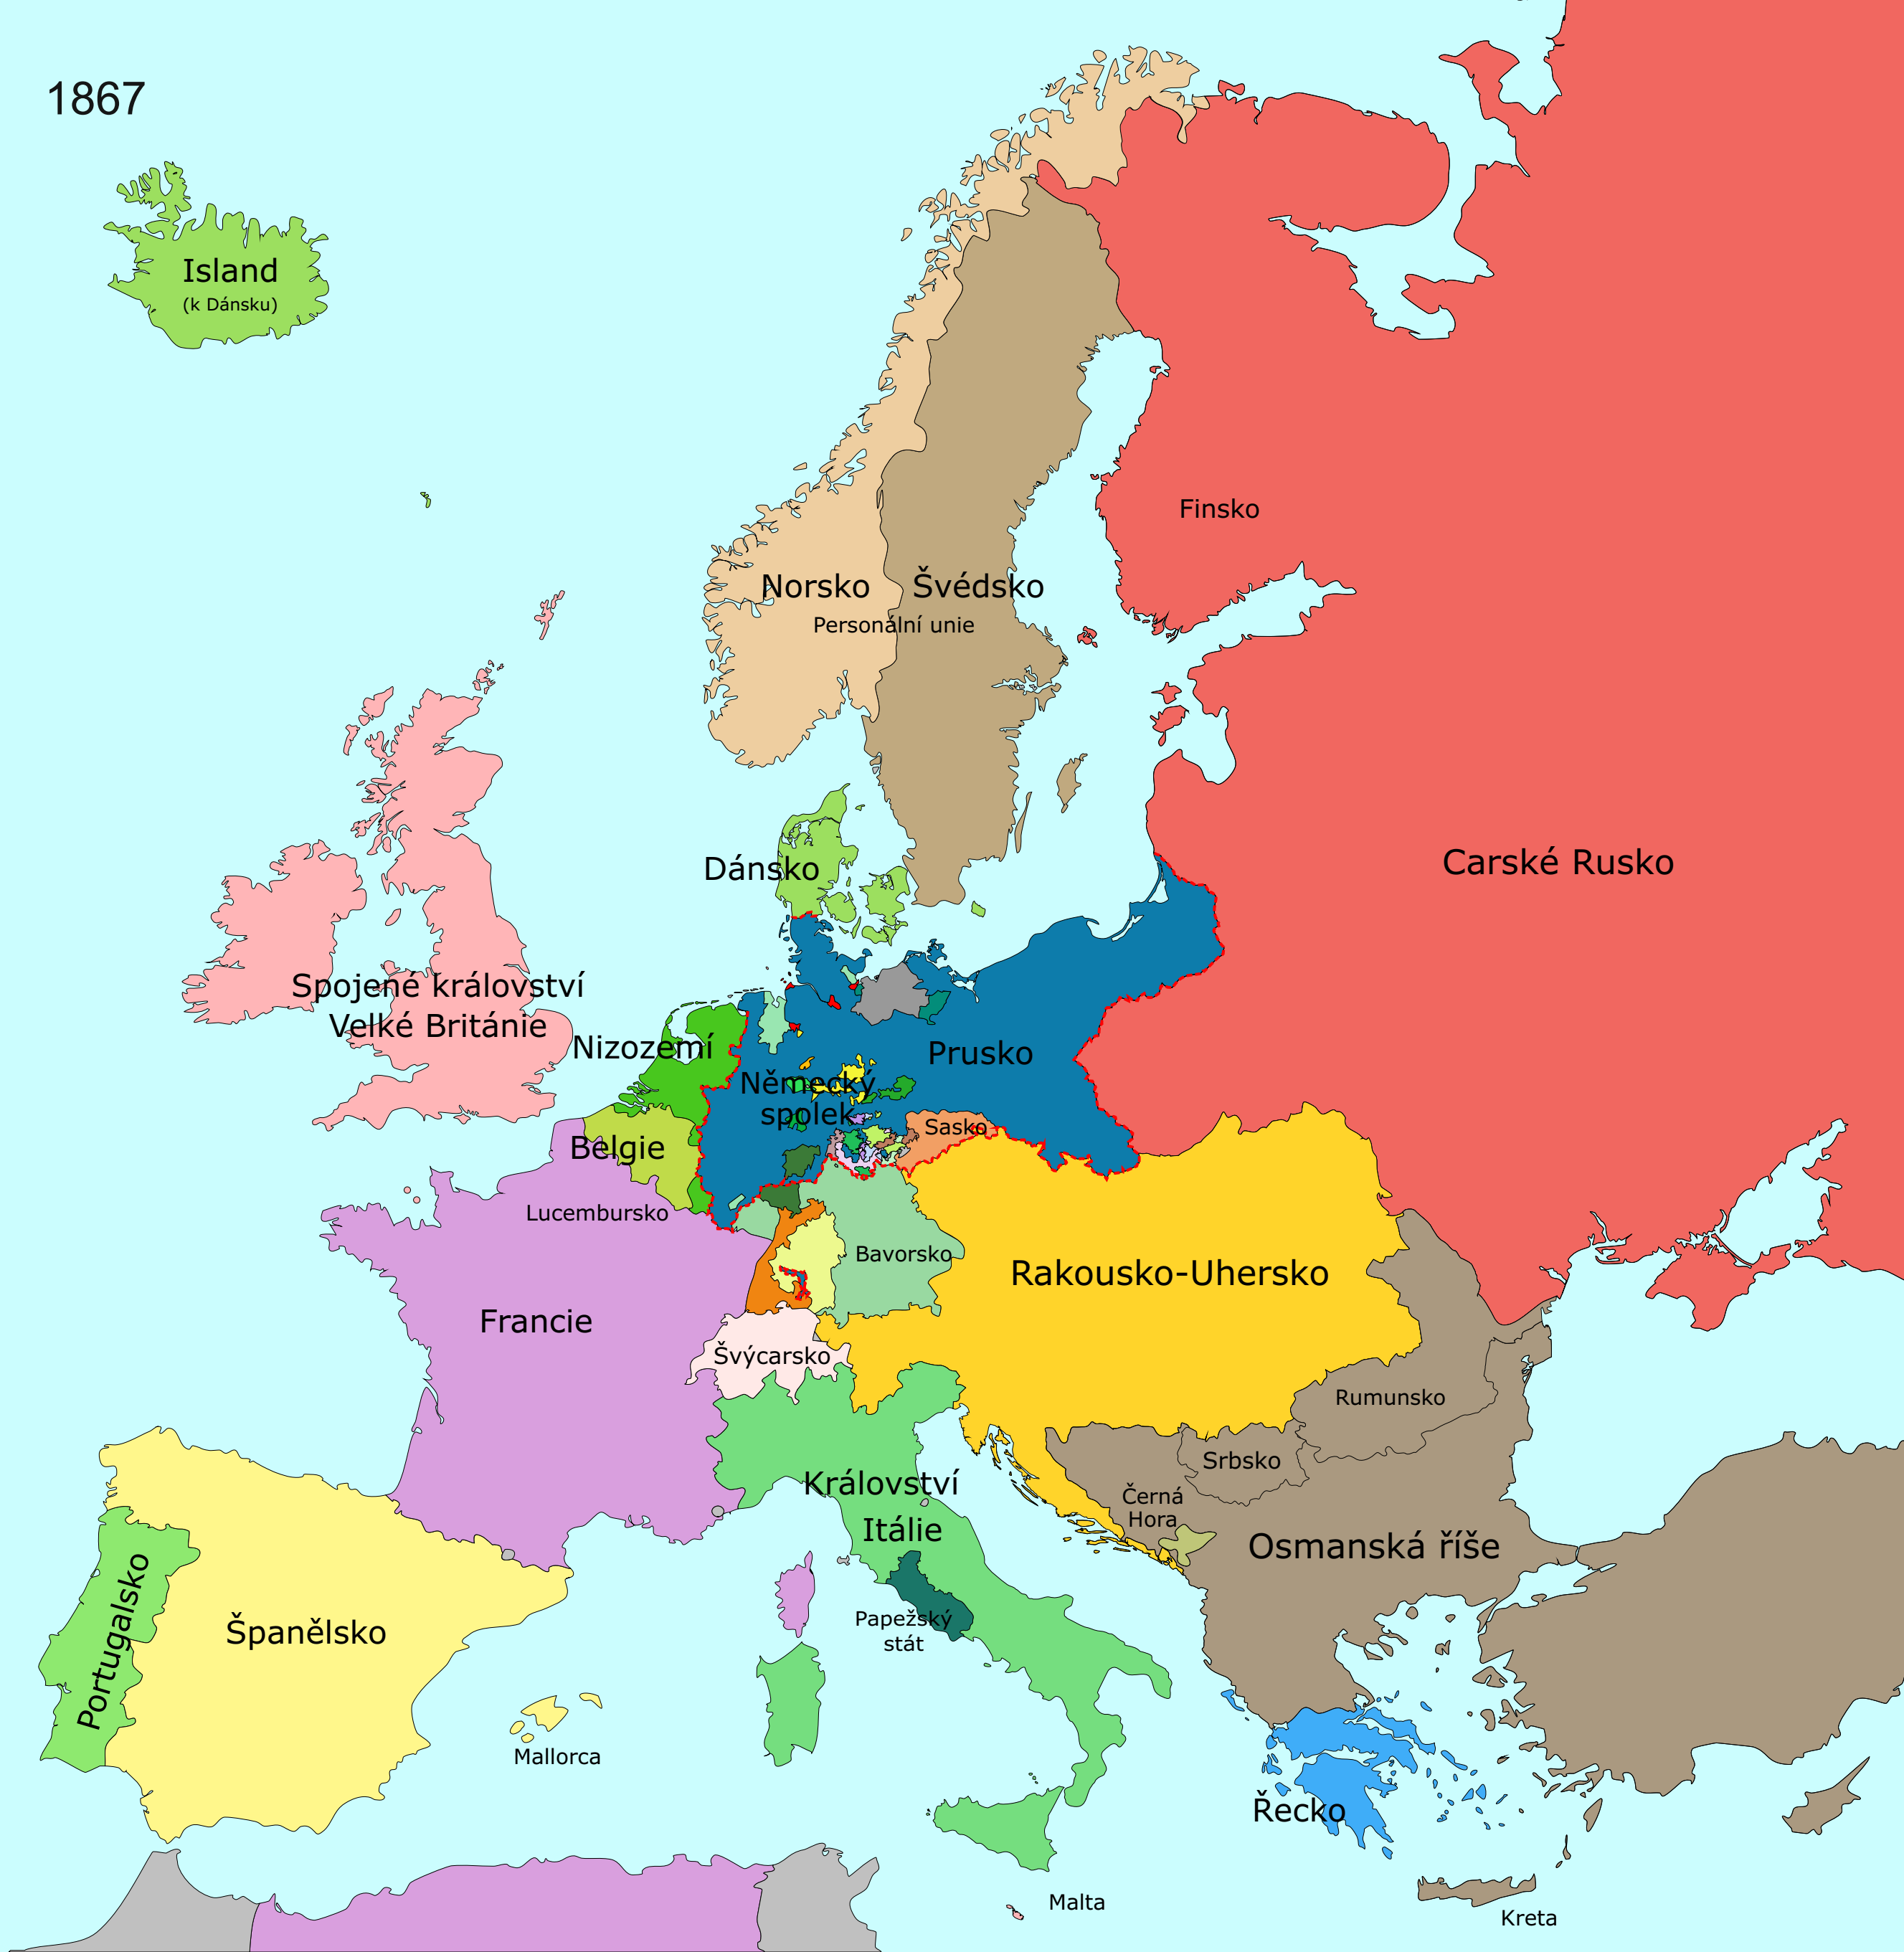 1867
Island
(k Dánsku)
Finsko
Norsko
Švédsko
Personální unie
Dánsko
Carské Rusko
Spojené království
Velké Británie
Nizozemí
Prusko
Německý
spolek
Sasko
Belgie
Lucembursko
Bavorsko
Rakousko-Uhersko
Francie
Švýcarsko
Rumunsko
Srbsko
Království
Itálie
Černá
Hora
Osmanská říše
Portugalsko
Španělsko
Papežský
stát
Mallorca
Řecko
Malta
Kreta